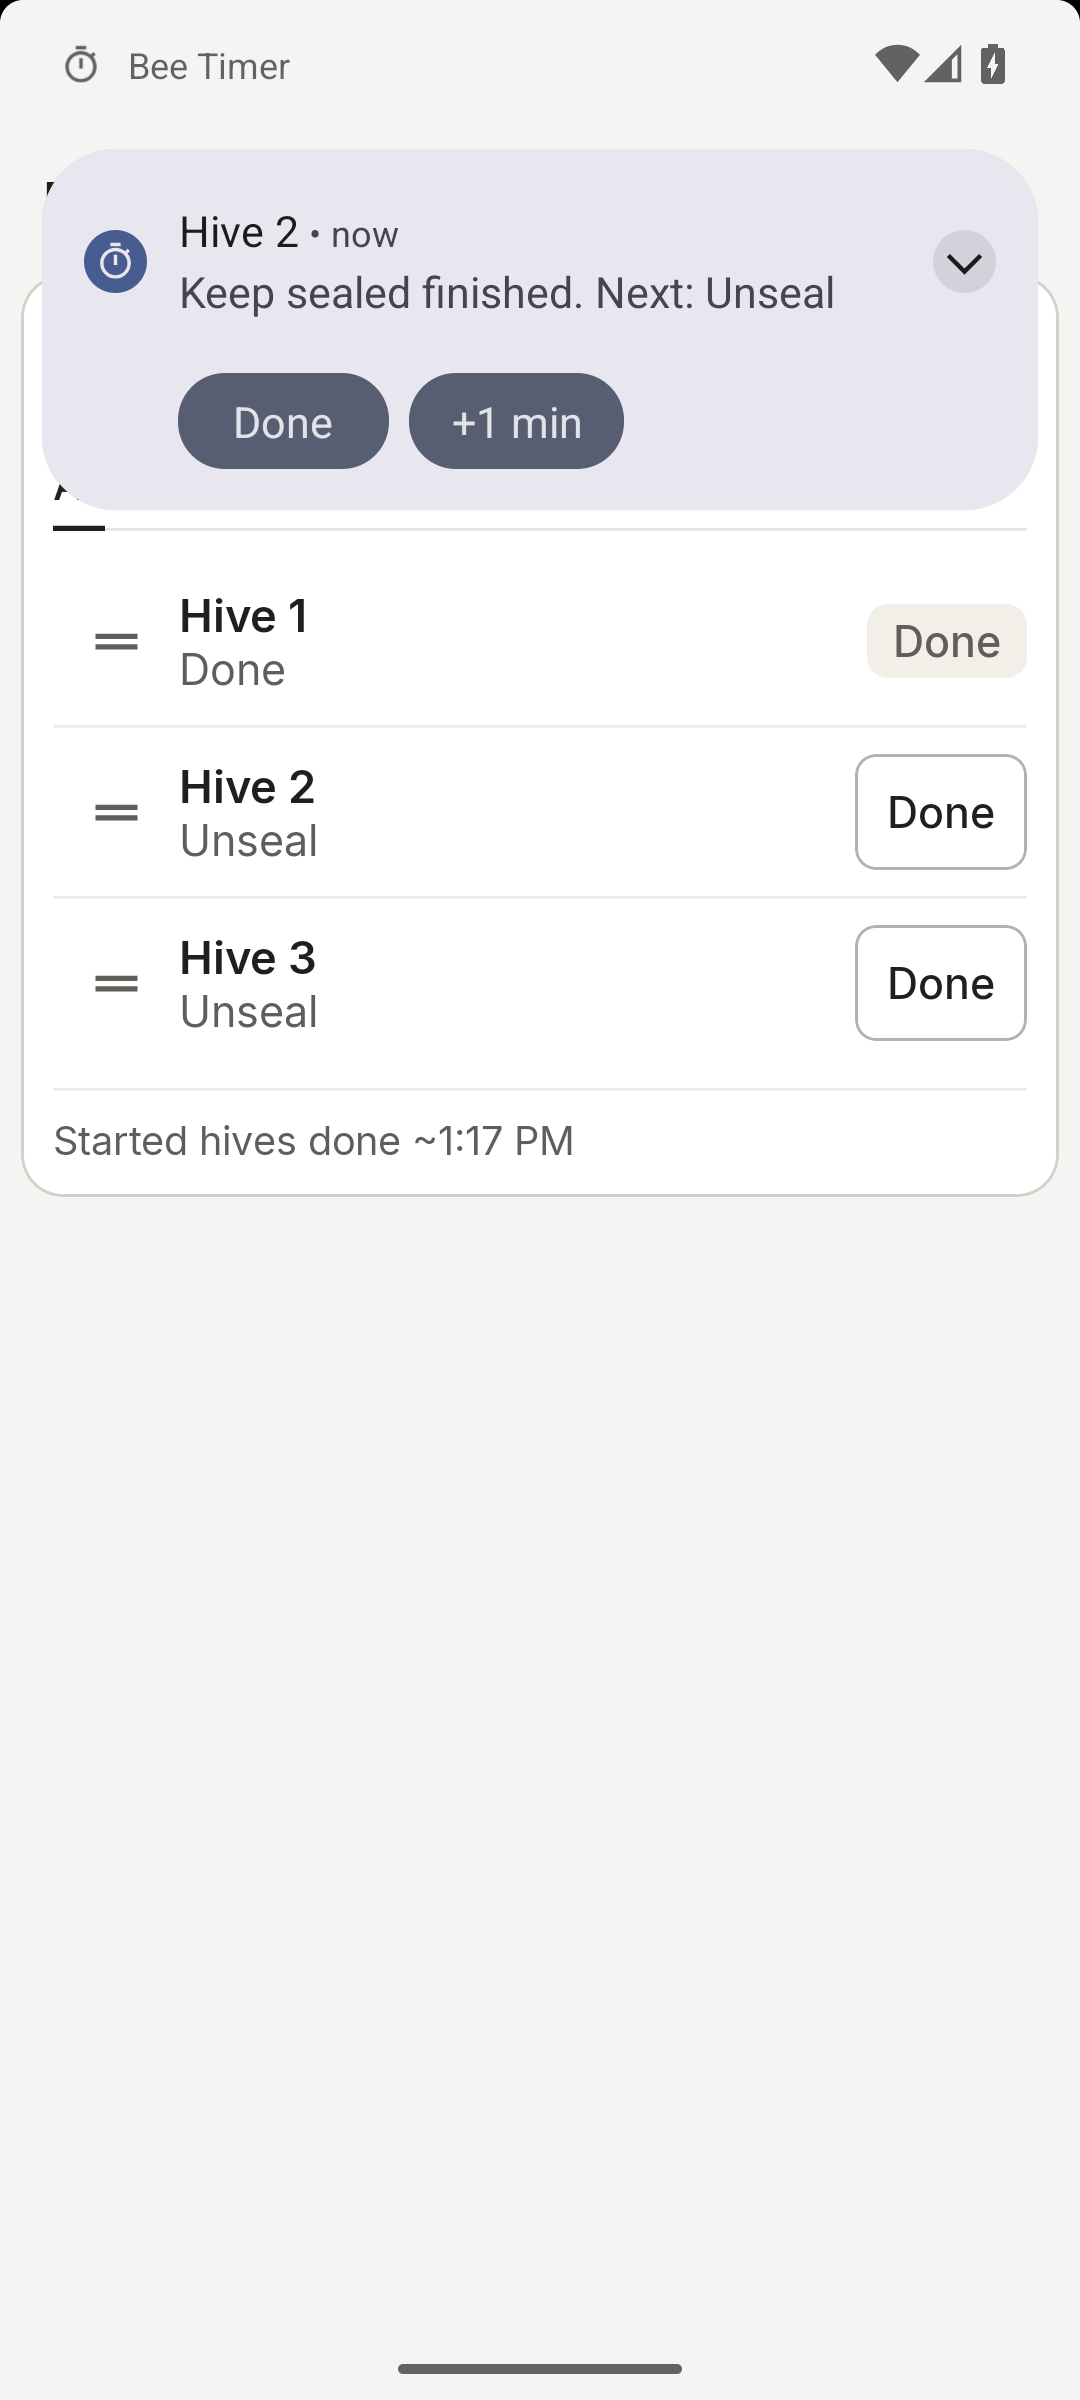 Bee Timer
Hive 2 • now
Keep sealed finished. Next: Unseal
Done
+1 min
Hive 1
Done
Done
Hive 2
Unseal
Done
Hive 3
Unseal
Done
Started hives done ~1:17 PM